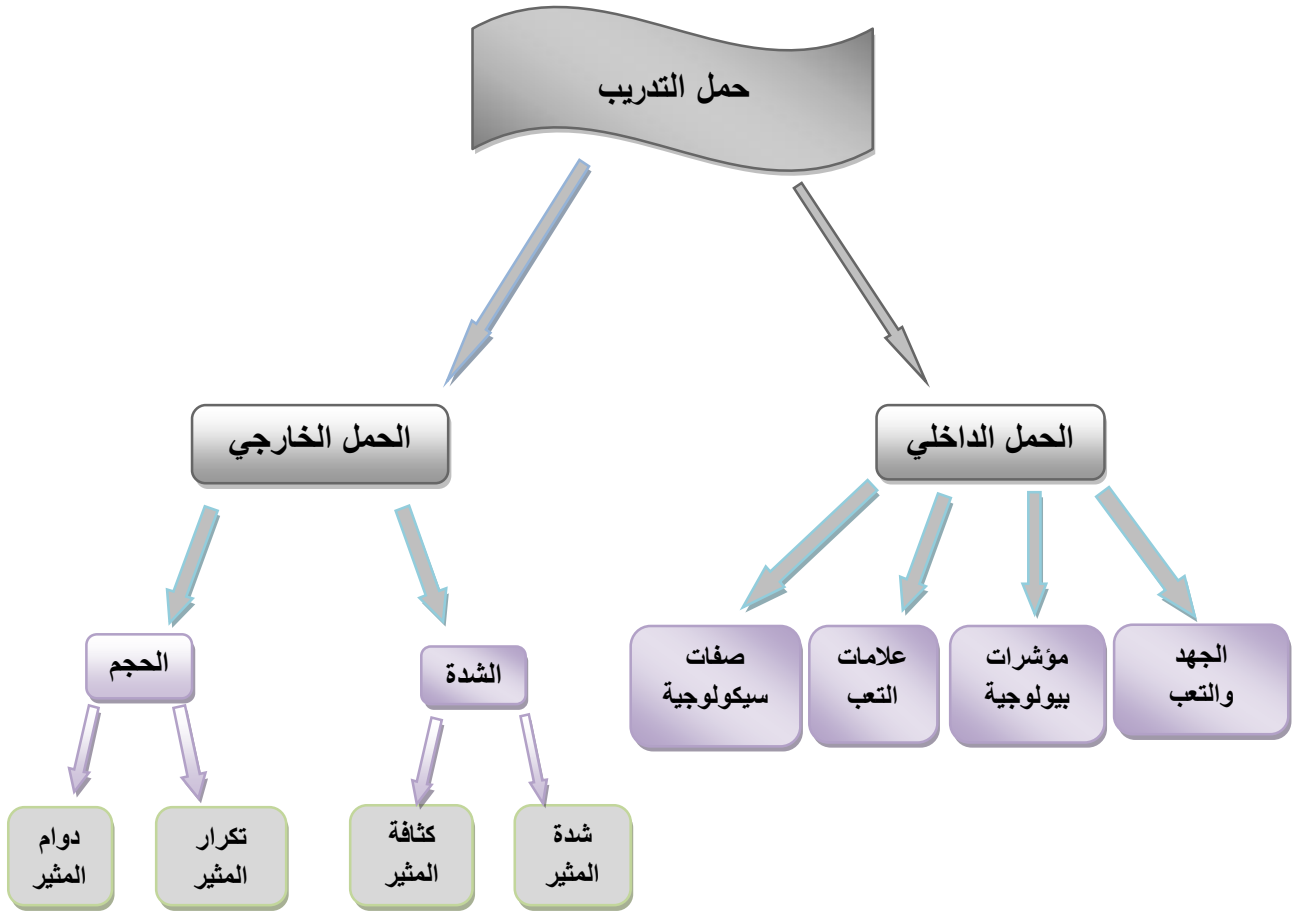 حمل التدريب
الحمل الداخلي
الحمل الخارجي
الجهد
والتعب
مؤشرات
بيولوجية
علامات
التعب
صفات
سيكولوجية
الشدة
الحجم
شدة
المثير
كثافة
المثير
تكرار
المثير
دوام
المثير